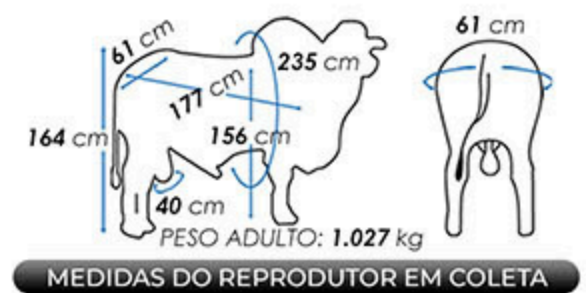 61 cm
61 cm
235 cm
177 cm
164 cm
156 cm
40 cm
PESO ADULTO: 1.027 kg
MEDIDAS DO REPRODUTOR EM COLETA